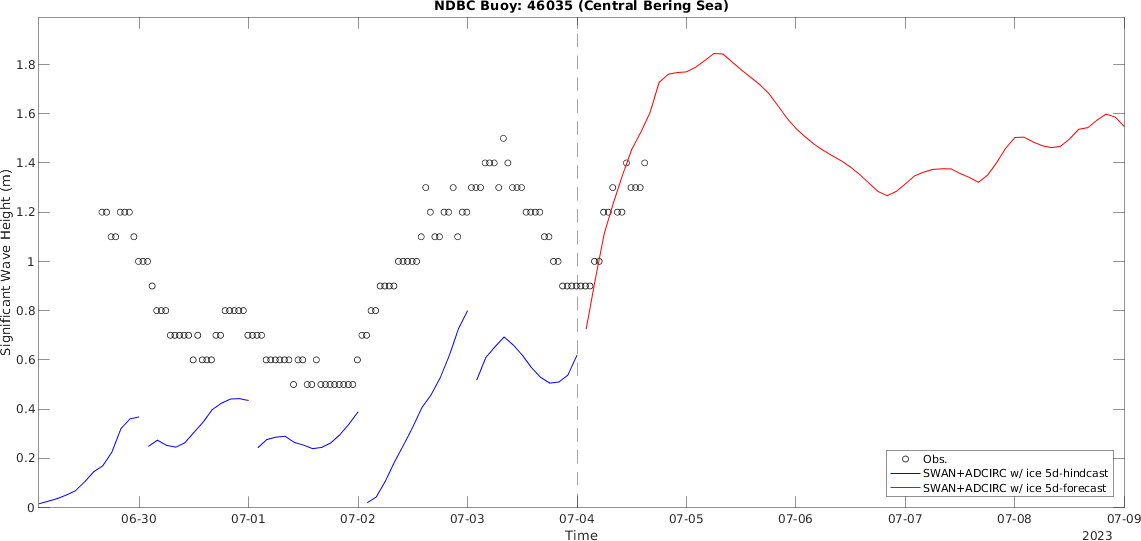 NDBC Buoy: 46035 (Central Bering Sea)
Significant Wave Height (m)
1.8
1.6
1.4
1.2
1
0.8
0.6
0.4
0.2
0
Obs.
SWAN+ADCIRC w/ ice 5d-hindcast
SWAN+ADCIRC w/ ice 5d-forecast
06-30 07-01 07-02 07-03 07-04 07-05 07-06 07-07 07-08 07-09
Time
2023